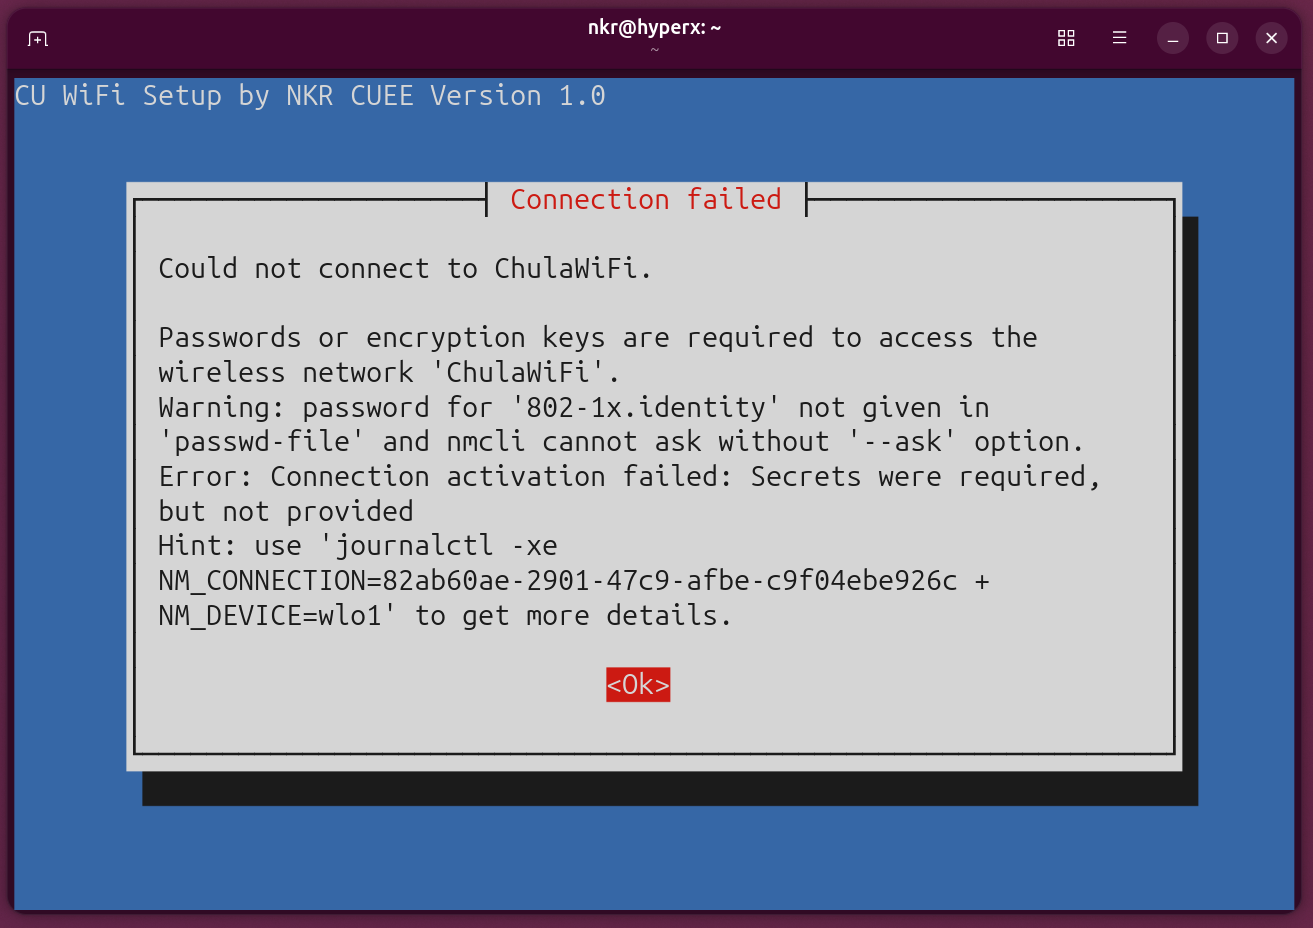 nkr@hyperx: ~
~
CU WiFi Setup by NKR CUEE Version 1.0
Connection failed
Could not connect to ChulaWiFi.
Passwords or encryption keys are required to access the
wireless network 'ChulaWiFi'.
Warning: password for '802-1x.identity' not given in
'passwd-file' and nmcli cannot ask without '--ask' option.
Error: Connection activation failed: Secrets were required,
but not provided
Hint: use 'journalctl -xe
NM_CONNECTION=82ab60ae-2901-47c9-afbe-c9f04ebe926c +
NM_DEVICE=wlo1' to get more details.
<Ok>